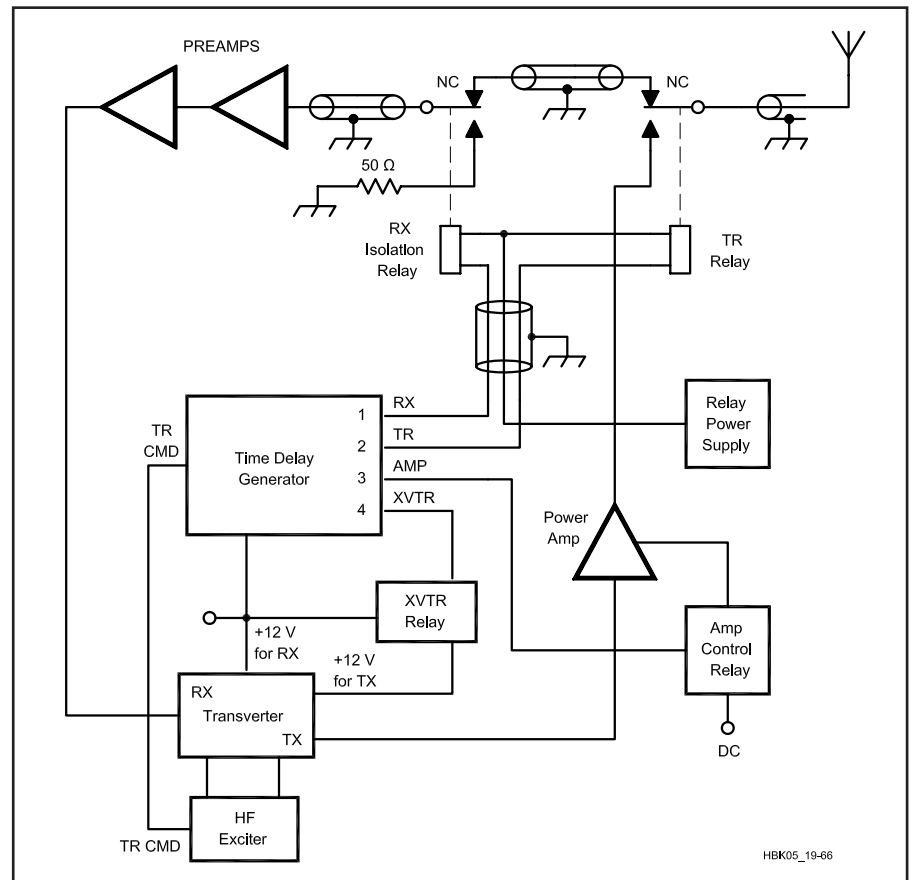 PREAMPS
NC
NC
50 Ω
RX
Isolation
Relay
TR
Relay
TR
CMD
Time Delay
Generator
1
RX
2
TR
3
AMP
4
XVTR
Relay
Power
Supply
Power
Amp
XVTR
Relay
+12 V
for RX
+12 V
for TX
Amp
Control
Relay
RX
Transverter
TX
DC
HF
Exciter
TR CMD
HBK05_19-66